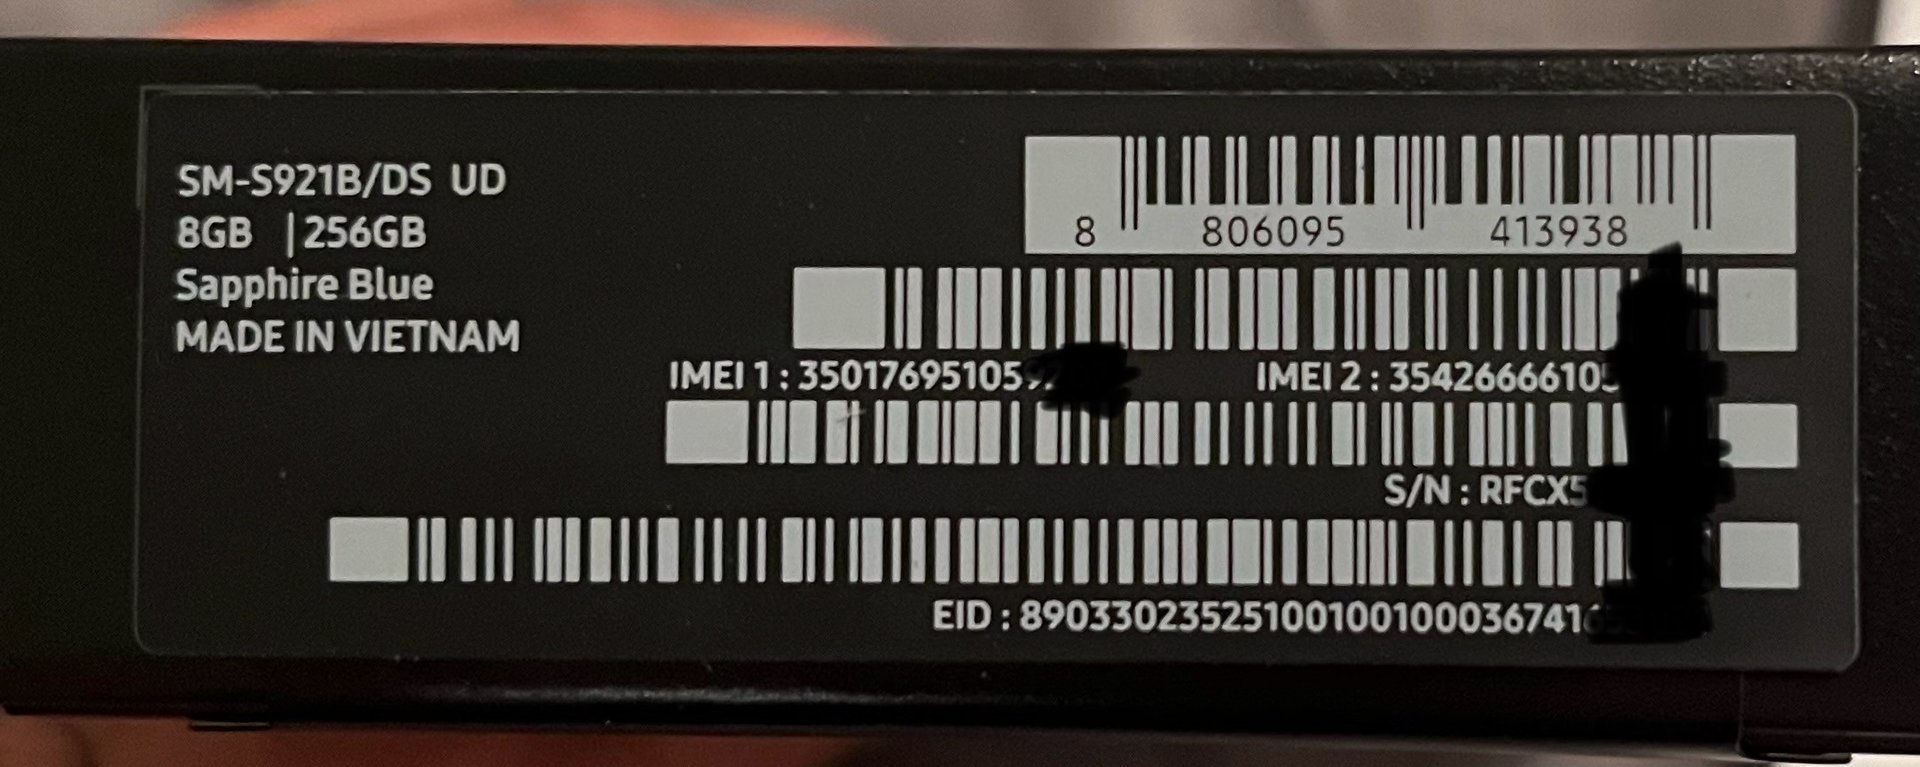 SM-S921B/DS UD
8GB |256GB
Sapphire Blue
MADE IN VIETNAM
8 806095 413938
IMEI 1 : 35017695105 IMEI 2 : 3542666610
S/N : RFCX5
EID : 8903302352510010010003674